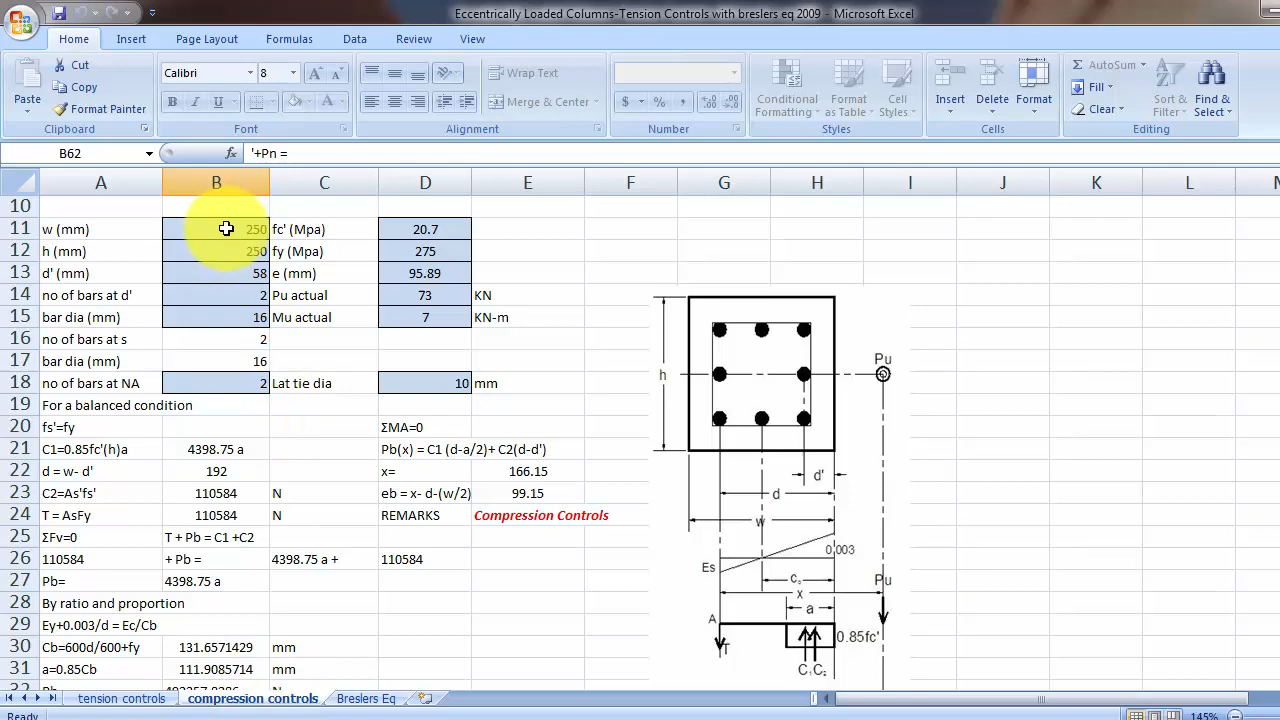 Eccentrically Loaded Columns-Tension Controls with breslers eq 2009 - Microsoft Excel
Home Insert Page Layout Formulas Data Review View
Paste Cut Copy Format Painter
Calibri 8
B I U
Wrap Text
Merge & Center
$ % ,
Conditional Formatting Format as Table Cell Styles
Insert Delete Format
AutoSum Fill Clear
Sort & Filter Find & Select
Clipboard Font Alignment Number Styles Cells Editing
B62 fx '+Pn =
A B C D E F G H I J K L M
10
11 w (mm) 250 fc' (Mpa) 20.7
12 h (mm) 250 fy (Mpa) 275
13 d' (mm) 58 e (mm) 95.89
14 no of bars at d' 2 Pu actual 73 KN
15 bar dia (mm) 16 Mu actual 7 KN-m
16 no of bars at s 2
17 bar dia (mm) 16
18 no of bars at NA 2 Lat tie dia 10 mm
19 For a balanced condition
20 fs'=fy ΣMA=0
21 C1=0.85fc'(h)a 4398.75 a Pb(x) = C1 (d-a/2)+ C2(d-d')
22 d = w- d' 192 x= 166.15
23 C2=As'fs' 110584 N eb = x- d-(w/2) 99.15
24 T = AsFy 110584 N REMARKS Compression Controls
25 ΣFv=0 T + Pb = C1 +C2
26 110584 + Pb = 4398.75 a + 110584
27 Pb= 4398.75 a
28 By ratio and proportion
29 Ey+0.003/d = Ec/Cb
30 Cb=600d/600+fy 131.6571429 mm
31 a=0.85Cb 111.9085714 mm
32
h
Pu
d'
d
w
0.003
Es
Pu
x
a
A
T
0.85fc'
C1C2
tension controls compression controls Breslers Eq
Ready 145%